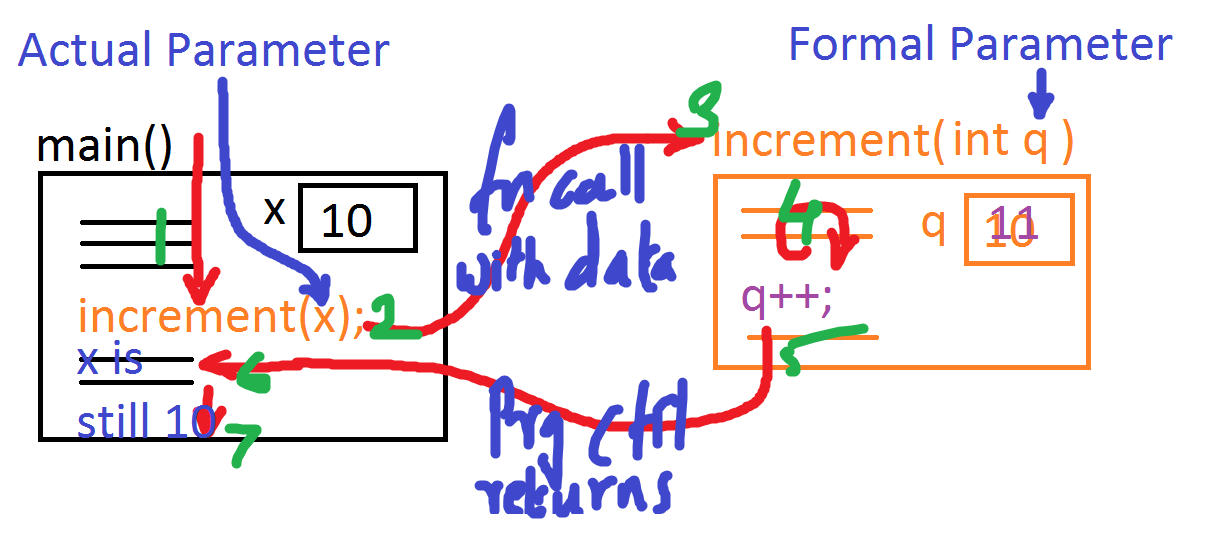 Actual Parameter
Formal Parameter
main()
x 10
1
increment(x);
2
x is
still 10
6
7
fn call
with data
3
increment( int q )
4
q 10
11
q++;
5
Prg ctrl
returns